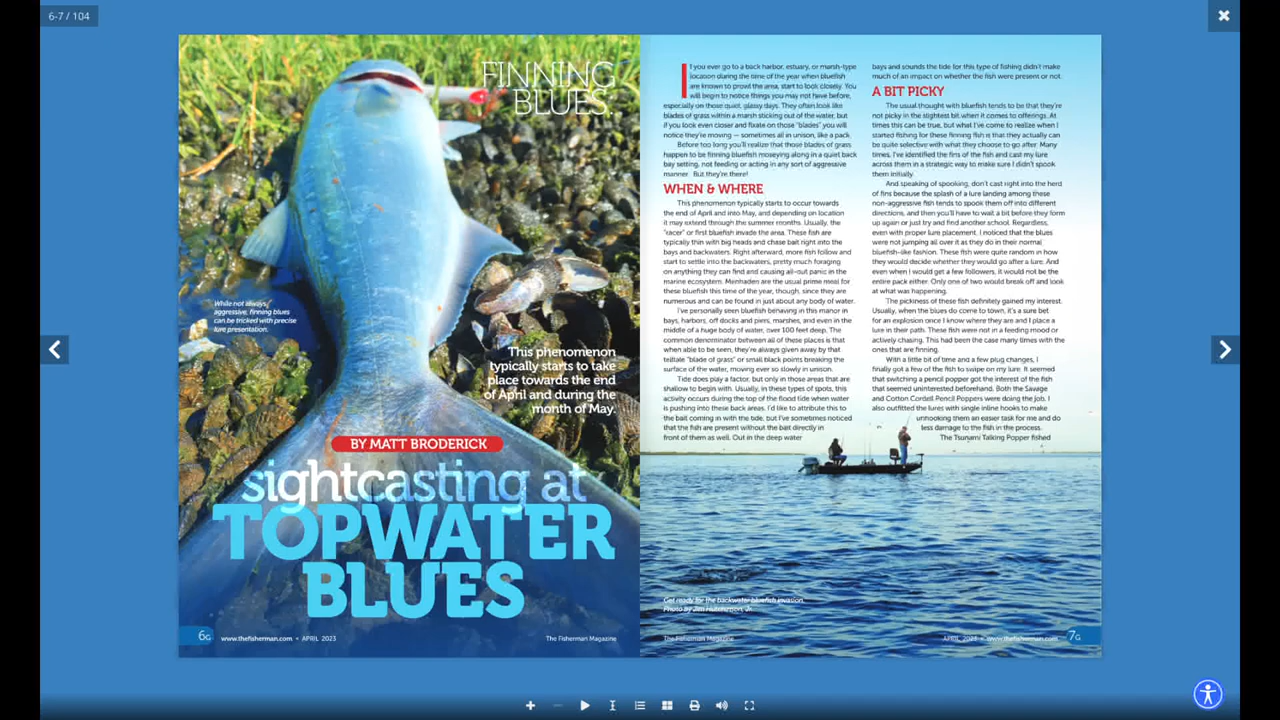 6-7 / 104
FINNING
BLUES:
While not always,
aggressive, finning blues
can be tricked with precise
lure presentation.
This phenomenon
typically starts to take
place towards the end
of April and during the
month of May.
BY MATT BRODERICK
sightcasting at
TOPWATER
BLUES
6G www.thefisherman.com • APRIL 2023 The Fisherman Magazine
If you ever go to a back harbor, estuary, or marsh-type
location during the time of the year when bluefish
are known to prowl the area, start to look closely. You
will begin to notice things you may not have before,
especially on those quiet, glassy days. They often look like
blades of grass within a marsh sticking out of the water, but
if you look even closer and fixate on those "blades" you will
notice they're moving — sometimes all in unison, like a pack.
Before too long you'll realize that those blades of grass
happen to be finning bluefish moseying along in a quiet back
bay setting, not feeding or acting in any sort of aggressive
manner. But they're there!
WHEN & WHERE
This phenomenon typically starts to occur towards
the end of April and into May, and depending on location
it may extend through the summer months. Usually, the
"racer" or first bluefish invade the area. These fish are
typically thin with big heads and chase bait right into the
bays and backwaters. Right afterward, more fish follow and
start to settle into the backwaters, pretty much foraging
on anything they can find and causing all-out panic in the
marine ecosystem. Menhaden are the usual prime meal for
these bluefish this time of the year, though, since they are
numerous and can be found in just about any body of water.
I've personally seen bluefish behaving in this manor in
bays, harbors, off docks and piers, marshes, and even in the
middle of a huge body of water, over 100 feet deep. The
common denominator between all of these places is that
when able to be seen, they're always given away by that
telltale "blade of grass" or small black points breaking the
surface of the water, moving ever so slowly in unison.
Tide does play a factor, but only in those areas that are
shallow to begin with. Usually, in these types of spots, this
activity occurs during the top of the flood tide when water
is pushing into these back areas. I'd like to attribute this to
the bait coming in with the tide, but I've sometimes noticed
that the fish are present without the bait directly in
front of them as well. Out in the deep water
bays and sounds the tide for this type of fishing didn't make
much of an impact on whether the fish were present or not.
A BIT PICKY
The usual thought with bluefish tends to be that they're
not picky in the slightest bit when it comes to offerings. At
times this can be true, but what I've come to realize when I
started fishing for these finning fish is that they actually can
be quite selective with what they choose to go after. Many
times, I've identified the fins of the fish and cast my lure
across them in a strategic way to make sure I didn't spook
them initially.
And speaking of spooking, don't cast right into the herd
of fins because the splash of a lure landing among these
non-aggressive fish tends to spook them off into different
directions, and then you'll have to wait a bit before they form
up again or just try and find another school. Regardless,
even with proper lure placement, I noticed that the blues
were not jumping all over it as they do in their normal
bluefish-like fashion. These fish were quite random in how
they would decide whether they would go after a lure. And
even when I would get a few followers, it would not be the
entire pack either. Only one of two would break off and look
at what was happening.
The pickiness of these fish definitely gained my interest.
Usually, when the blues do come to town, it's a sure bet
for an explosion once I know where they are and I place a
lure in their path. These fish were not in a feeding mood or
actively chasing. This had been the case many times with the
ones that are finning.
With a little bit of time and a few plug changes, I
finally got a few of the fish to swipe on my lure. It seemed
that switching a pencil popper got the interest of the fish
that seemed uninterested beforehand. Both the Savage
and Cotton Cordell Pencil Poppers were doing the job. I
also outfitted the lures with single inline hooks to make
unhooking them an easier task for me and do
less damage to the fish in the process.
The Tsunami Talking Popper fished
Get ready for the backwater bluefish invasion.
Photo by Jim Hutchinson, Jr.
The Fisherman Magazine APRIL 2023 • www.thefisherman.com 7G